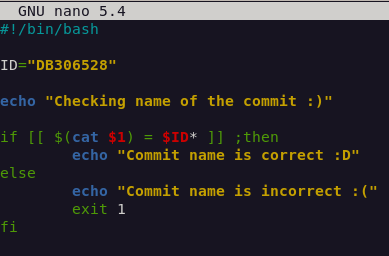 GNU nano 5.4
#!/bin/bash
ID="DB306528"
echo "Checking name of the commit :)"
if [[ $(cat $1) = $ID* ]] ;then
echo "Commit name is correct :D"
else
echo "Commit name is incorrect :("
exit 1
fi